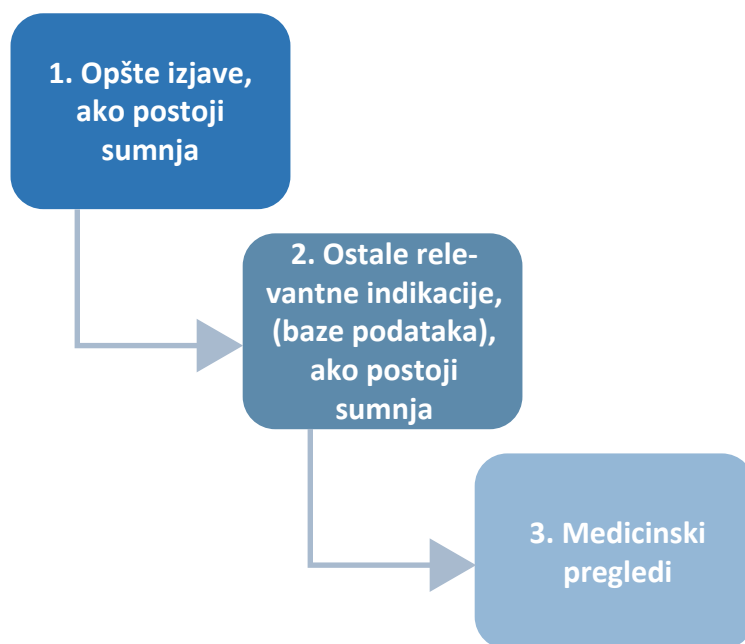 1. Opšte izjave,
ako postoji
sumnja
2. Ostale rele-
vantne indikacije,
(baze podataka),
ako postoji
sumnja
3. Medicinski
pregledi